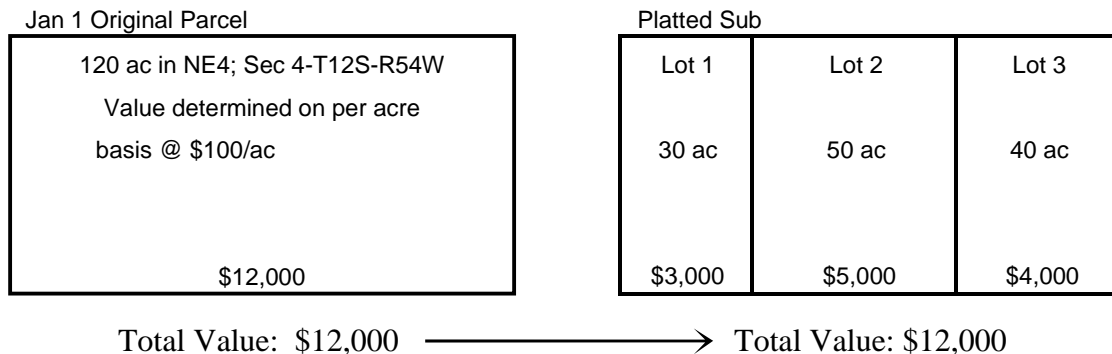 Jan 1 Original Parcel
120 ac in NE4; Sec 4-T12S-R54W
Value determined on per acre
basis @ $100/ac
$12,000
Platted Sub
Lot 1 Lot 2 Lot 3
30 ac 50 ac 40 ac
$3,000 $5,000 $4,000
Total Value: $12,000 Total Value: $12,000